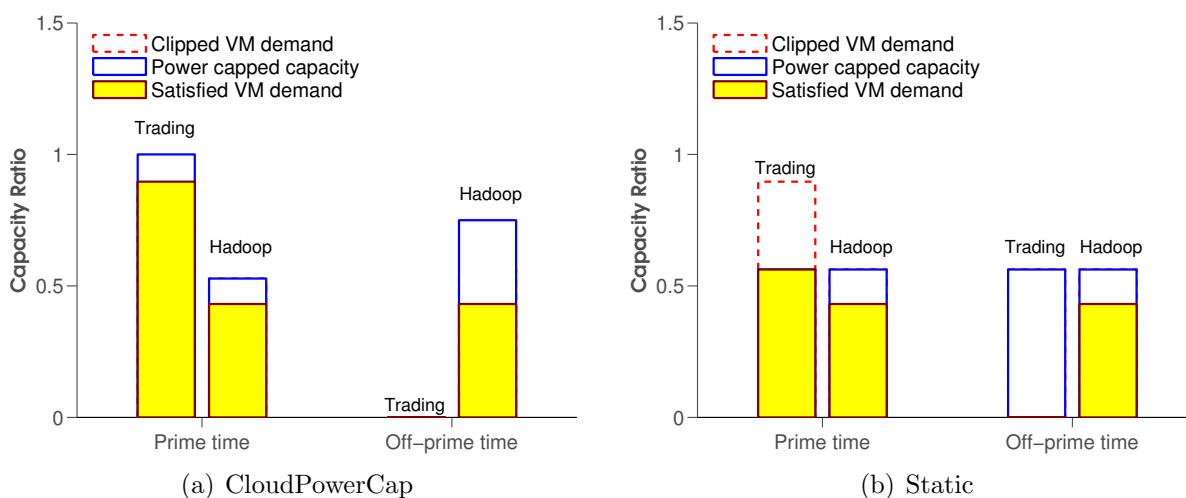 1.5
Clipped VM demand
Power capped capacity
Satisfied VM demand
Trading
1
Hadoop
Hadoop
0.5
Trading
0
Prime time
Off−prime time
Capacity Ratio
(a) CloudPowerCap
1.5
Clipped VM demand
Power capped capacity
Satisfied VM demand
1
Trading
Hadoop
Trading
Hadoop
0.5
0
Prime time
Off−prime time
Capacity Ratio
(b) Static